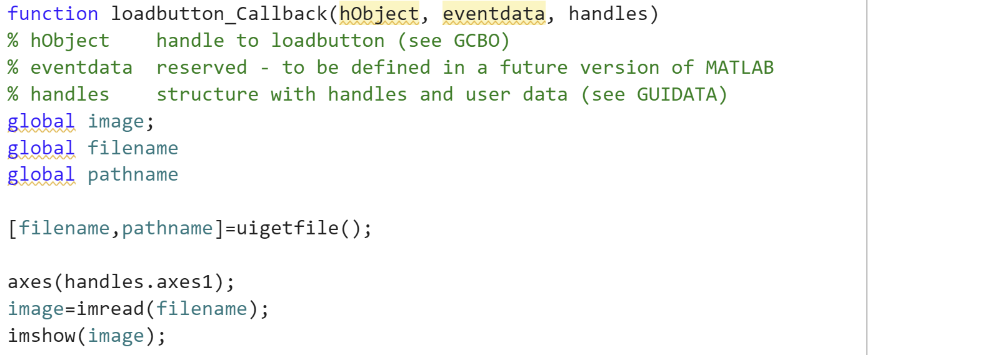 function loadbutton_Callback(hObject, eventdata, handles)
% hObject    handle to loadbutton (see GCBO)
% eventdata  reserved - to be defined in a future version of MATLAB
% handles    structure with handles and user data (see GUIDATA)
global image;
global filename
global pathname
[filename,pathname]=uigetfile();
axes(handles.axes1);
image=imread(filename);
imshow(image);